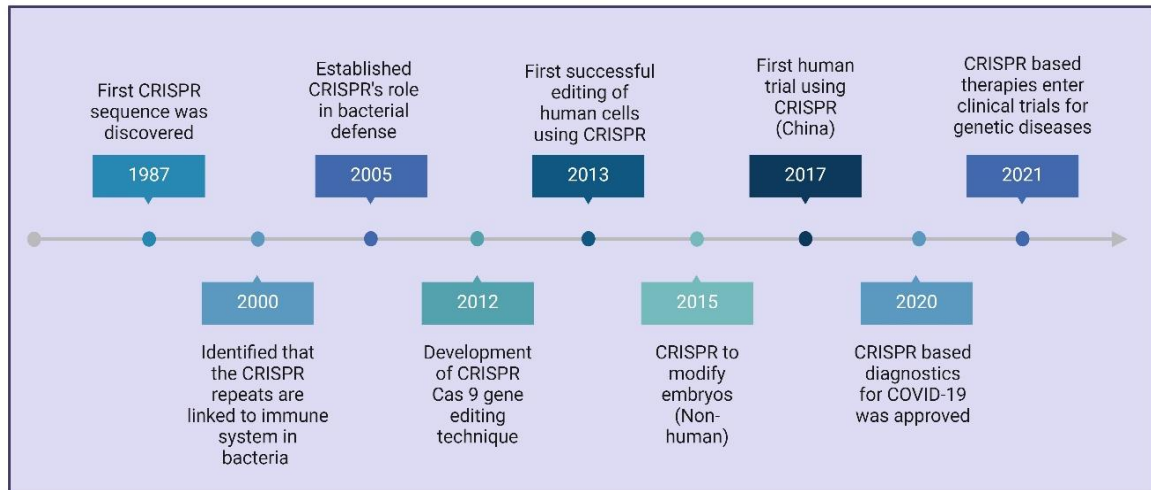 First CRISPR
sequence was
discovered
1987
Established
CRISPR's role
in bacterial
defense
2005
First successful
editing of
human cells
using CRISPR
2013
First human
trial using
CRISPR
(China)
2017
CRISPR based
therapies enter
clinical trials for
genetic diseases
2021
2000
Identified that
the CRISPR
repeats are
linked to immune
system in
bacteria
2012
Development
of CRISPR
Cas 9 gene
editing
technique
2015
CRISPR to
modify
embryos
(Non-
human)
2020
CRISPR based
diagnostics
for COVID-19
was approved